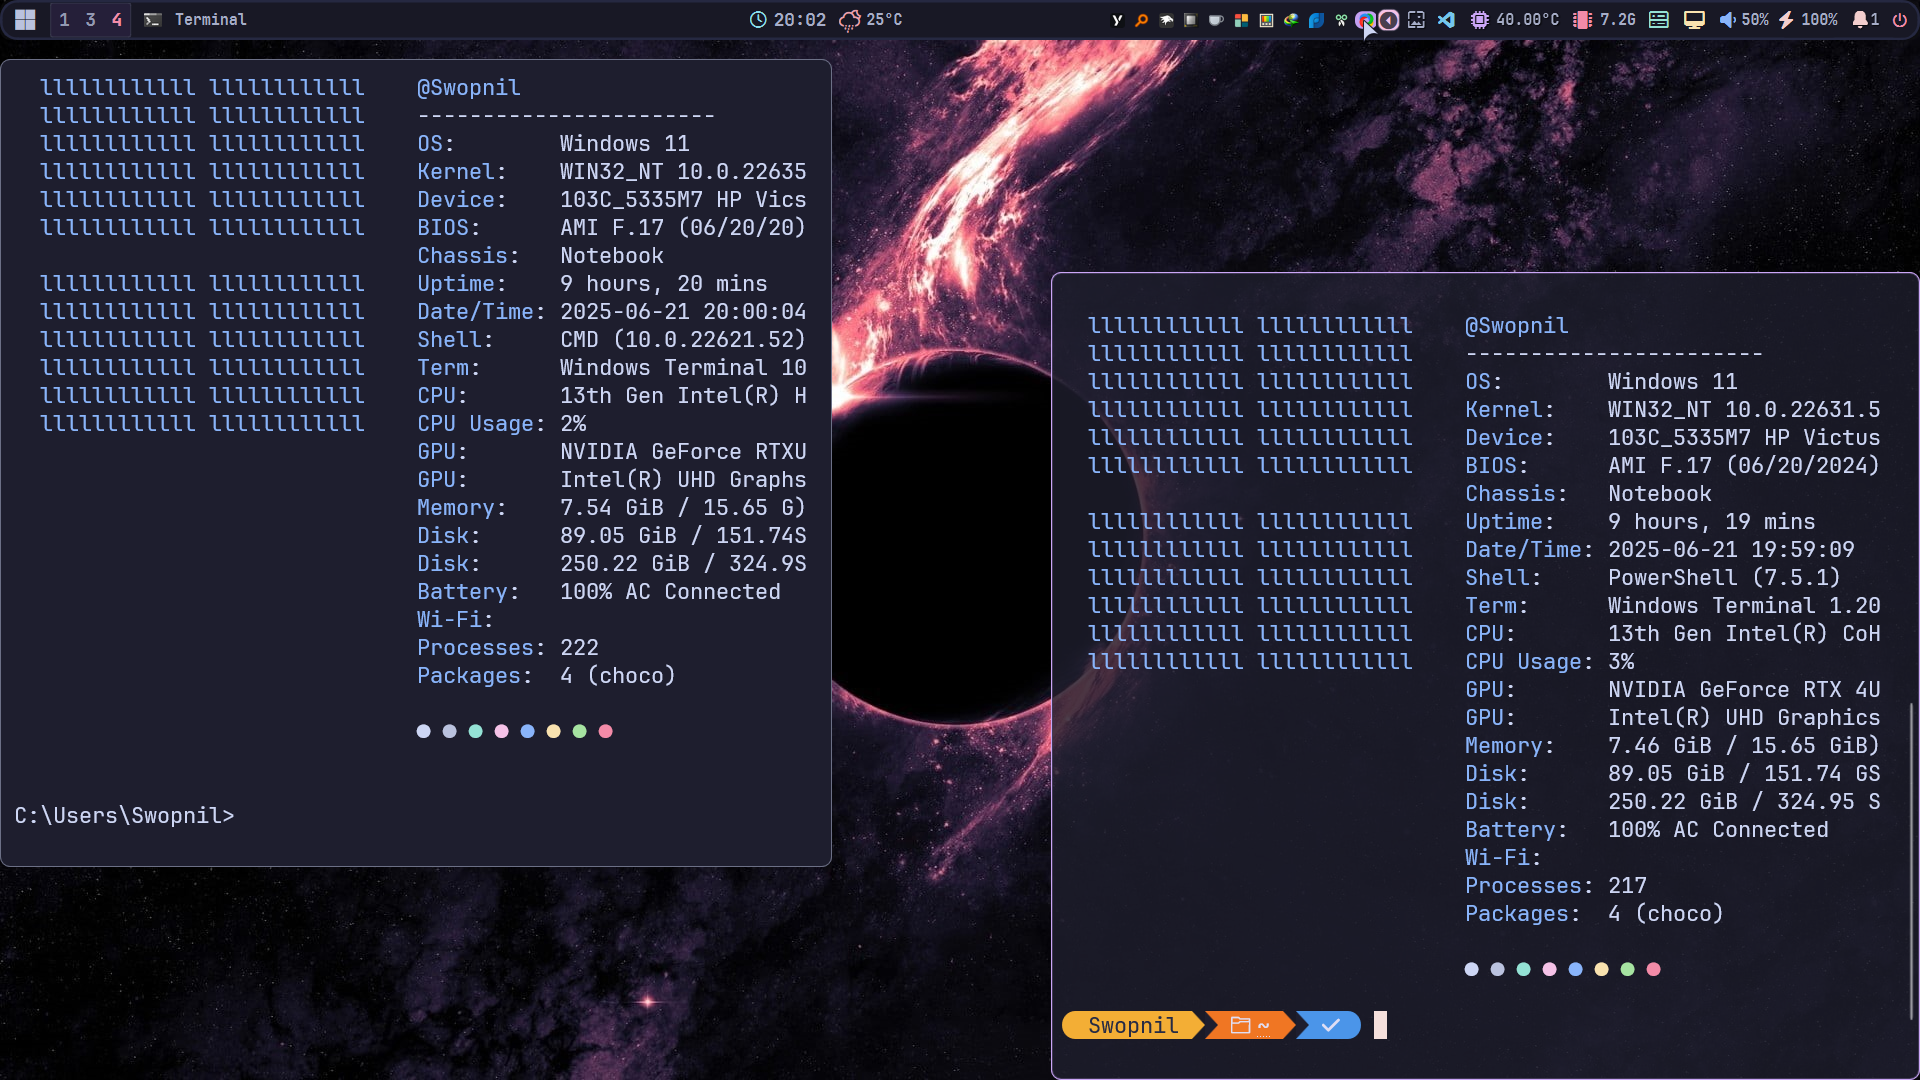 1 3 4 Terminal 20:02 25°C 40.00°C 7.2G 50% 100% 1
llllllllllll llllllllllll @Swopnil
llllllllllll llllllllllll -----------------------
llllllllllll llllllllllll OS: Windows 11
llllllllllll llllllllllll Kernel: WIN32_NT 10.0.22635
llllllllllll llllllllllll Device: 103C_5335M7 HP Vics
llllllllllll llllllllllll BIOS: AMI F.17 (06/20/20)
Chassis: Notebook
llllllllllll llllllllllll Uptime: 9 hours, 20 mins
llllllllllll llllllllllll Date/Time: 2025-06-21 20:00:04
llllllllllll llllllllllll Shell: CMD (10.0.22621.52)
llllllllllll llllllllllll Term: Windows Terminal 10
llllllllllll llllllllllll CPU: 13th Gen Intel(R) H
llllllllllll llllllllllll CPU Usage: 2%
GPU: NVIDIA GeForce RTXU
GPU: Intel(R) UHD Graphs
Memory: 7.54 GiB / 15.65 G)
Disk: 89.05 GiB / 151.74S
Disk: 250.22 GiB / 324.9S
Battery: 100% AC Connected
Wi-Fi:
Processes: 222
Packages: 4 (choco)
C:\Users\Swopnil>
llllllllllll llllllllllll @Swopnil
llllllllllll llllllllllll -----------------------
llllllllllll llllllllllll OS: Windows 11
llllllllllll llllllllllll Kernel: WIN32_NT 10.0.22631.5
llllllllllll llllllllllll Device: 103C_5335M7 HP Victus
llllllllllll llllllllllll BIOS: AMI F.17 (06/20/2024)
Chassis: Notebook
llllllllllll llllllllllll Uptime: 9 hours, 19 mins
llllllllllll llllllllllll Date/Time: 2025-06-21 19:59:09
llllllllllll llllllllllll Shell: PowerShell (7.5.1)
llllllllllll llllllllllll Term: Windows Terminal 1.20
llllllllllll llllllllllll CPU: 13th Gen Intel(R) CoH
llllllllllll llllllllllll CPU Usage: 3%
GPU: NVIDIA GeForce RTX 4U
GPU: Intel(R) UHD Graphics
Memory: 7.46 GiB / 15.65 GiB)
Disk: 89.05 GiB / 151.74 GS
Disk: 250.22 GiB / 324.95 S
Battery: 100% AC Connected
Wi-Fi:
Processes: 217
Packages: 4 (choco)
Swopnil ~